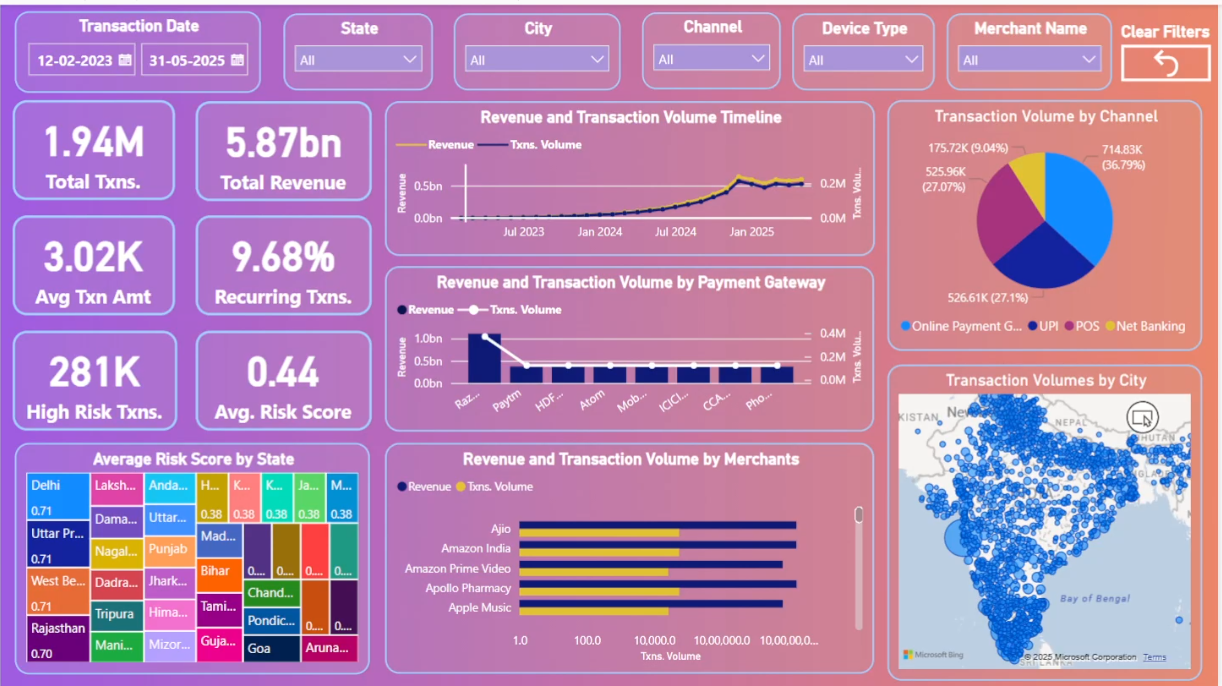 Transaction Date
12-02-2023
31-05-2025
State
All
City
All
Channel
All
Device Type
All
Merchant Name
All
Clear Filters
1.94M
Total Txns.
5.87bn
Total Revenue
3.02K
Avg Txn Amt
9.68%
Recurring Txns.
281K
High Risk Txns.
0.44
Avg. Risk Score
Revenue and Transaction Volume Timeline
Revenue Txns. Volume
Revenue
0.5bn
0.0bn
0.2M
0.0M
Txns. Volu...
Jul 2023 Jan 2024 Jul 2024 Jan 2025
Revenue and Transaction Volume by Payment Gateway
Revenue Txns. Volume
Revenue
1.0bn
0.5bn
0.0bn
0.4M
0.2M
0.0M
Txns. Volu...
Raz... Paytm HDF... Atom Mob... ICICI... CCA... Pho...
Transaction Volume by Channel
175.72K (9.04%)
714.83K
(36.79%)
525.96K
(27.07%)
526.61K (27.1%)
Online Payment G... UPI POS Net Banking
Average Risk Score by State
Delhi
0.71
Uttar Pr...
0.71
West Be...
0.71
Rajasthan
0.70
Laksh...
Dama...
Nagal...
Dadra...
Tripura
Mani...
Anda...
Uttar...
Punjab
Jhark...
Hima...
Mizor...
H...
0.38
K...
0.38
K...
0.38
Ja...
0.38
M...
0.38
Mad...
Bihar
Tami...
Guja...
0....
0....
0....
0....
Chand...
Pondic...
Goa
0....
0....
Aruna...
Revenue and Transaction Volume by Merchants
Revenue Txns. Volume
Ajio
Amazon India
Amazon Prime Video
Apollo Pharmacy
Apple Music
1.0 100.0 10,000.0 10,00,000.0 10,00,00,0...
Txns. Volume
Transaction Volumes by City
KISTAN
New
NEPAL
BHUTAN
Bay of Bengal
Microsoft Bing
© 2025 Microsoft Corporation Terms
SRI LANKA